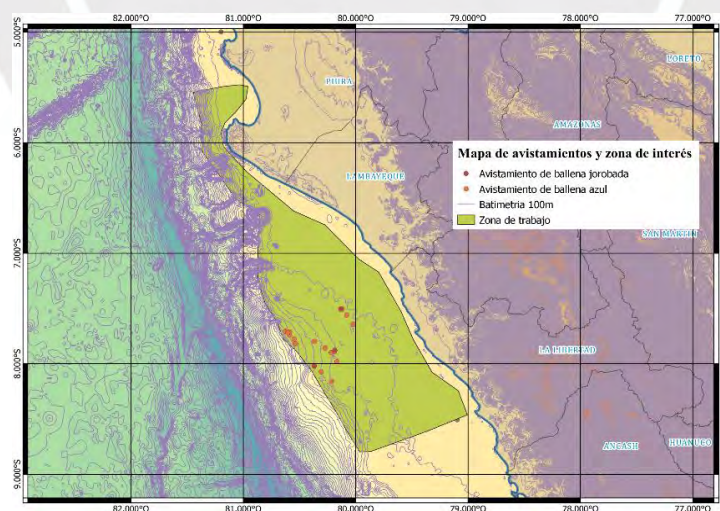 82.000°O 81.000°O 80.000°O 79.000°O 78.000°O 77.000°O
5.000°S
LORETO
PIURA
AMAZONAS
6.000°S
Mapa de avistamientos y zona de interés
Avistamiento de ballena jorobada
Avistamiento de ballena azul
Batimetria 100m
Zona de trabajo
LAMBAYEQUE
SAN MARTIN
7.000°S
LA LIBERTAD
8.000°S
ANCASH
HUANUCO
9.000°S
82.000°O 81.000°O 80.000°O 79.000°O 78.000°O 77.000°O